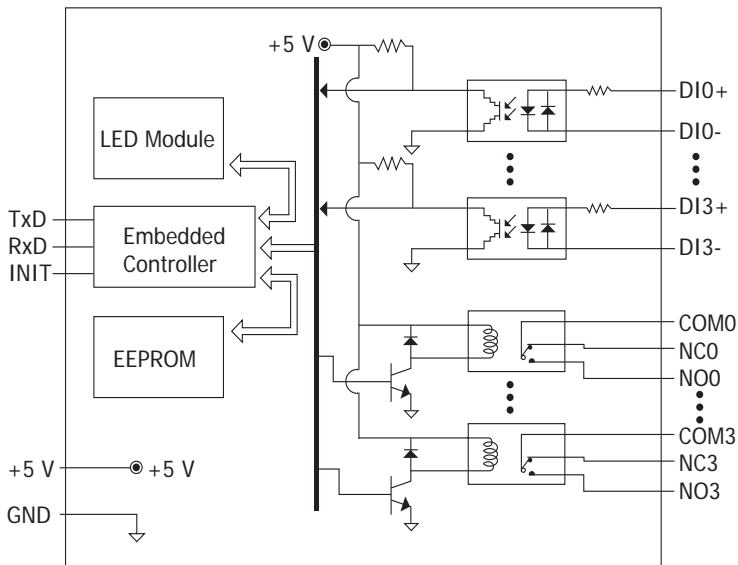 +5 V
DI0+
LED Module
DI0-
TxD
DI3+
RxD
Embedded
Controller
DI3-
INIT
COM0
EEPROM
NC0
NO0
COM3
+5 V
+5 V
NC3
NO3
GND